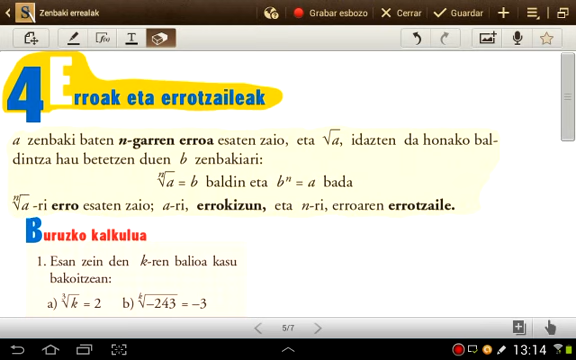 Zenbaki errealak
Grabar esbozo
Cerrar
Guardar
4 Erroak eta errotzaileak
a zenbaki baten n-garren erroa esaten zaio, eta √a, idazten da honako bal-
dintza hau betetzen duen b zenbakiari:
ⁿ√a = b baldin eta bⁿ = a bada
ⁿ√a -ri erro esaten zaio; a-ri, errokizun, eta n-ri, erroaren errotzaile.
Buruzko kalkulua
1. Esan zein den k-ren balioa kasu
bakoitzean:
a) ³√k = 2 b) ᵏ√–243 = –3
5/7
13:14